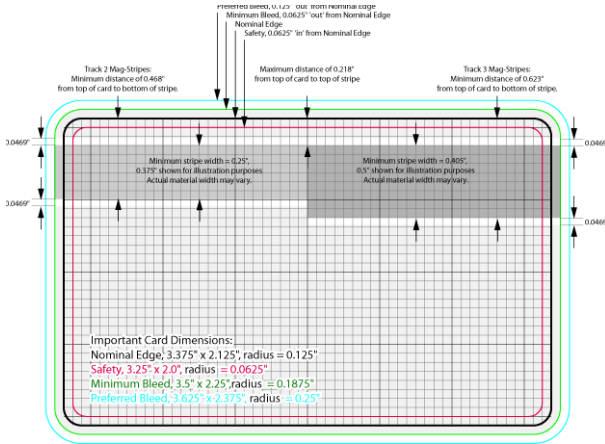 Preferred Bleed, 0.125" 'out' from Nominal Edge
Minimum Bleed, 0.0625" 'out' from Nominal Edge
Nominal Edge
Safety, 0.0625" 'in' from Nominal Edge
Track 2 Mag-Stripes:
Minimum distance of 0.468"
from top of card to bottom of stripe.
Maximum distance of 0.218"
from top of card to top of stripe
Track 3 Mag-Stripes:
Minimum distance of 0.623"
from top of card to bottom of stripe.
0.0469"
0.0469"
Minimum stripe width = 0.25",
0.375" shown for illustration purposes
Actual material width may vary.
Minimum stripe width = 0.405",
0.5" shown for illustration purposes
Actual material width may vary.
0.0469"
0.0469"
Important Card Dimensions:
Nominal Edge, 3.375" x 2.125", radius = 0.125"
Safety, 3.25" x 2.0", radius = 0.0625"
Minimum Bleed, 3.5" x 2.25",radius = 0.1875"
Preferred Bleed, 3.625" x 2.375", radius = 0.25"